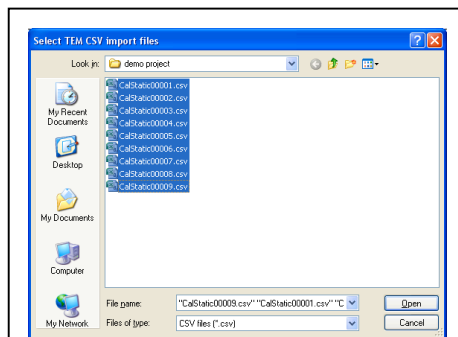 Select TEM CSV import files
Look in:
demo project
My Recent
Documents
Desktop
My Documents
Computer
My Network
CalStatic00001.csv
CalStatic00002.csv
CalStatic00003.csv
CalStatic00004.csv
CalStatic00005.csv
CalStatic00006.csv
CalStatic00007.csv
CalStatic00008.csv
CalStatic00009.csv
File name:
"CalStatic00009.csv" "CalStatic00001.csv" "C
Open
Files of type:
CSV files (*.csv)
Cancel